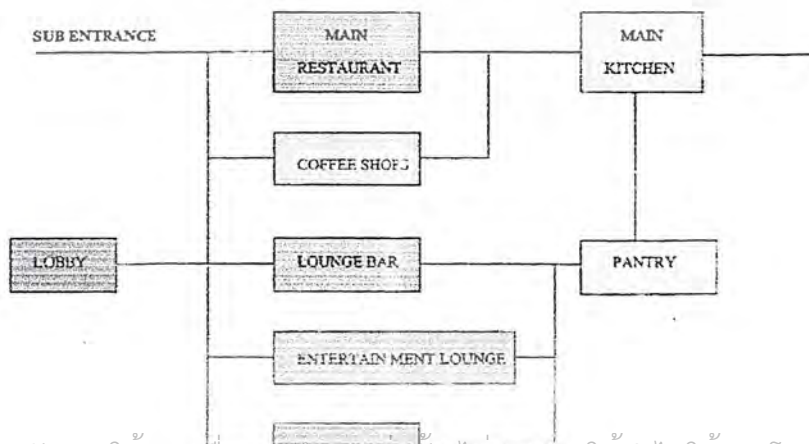 SUB ENTRANCE
MAIN
RESTAURANT
MAIN
KITCHEN
COFFEE SHOPS
LOBBY
LOUNGE BAR
PANTRY
ENTERTAIN MENT LOUNGE